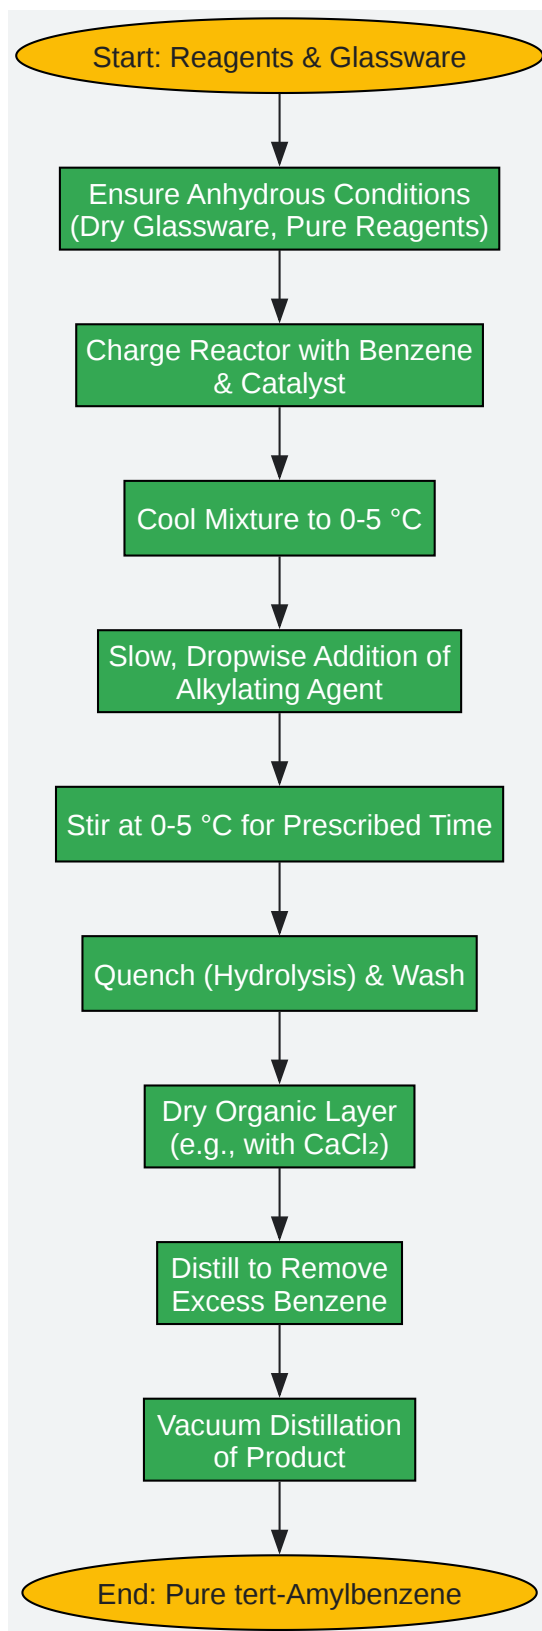 Start: Reagents & Glassware
Ensure Anhydrous Conditions
(Dry Glassware, Pure Reagents)
Charge Reactor with Benzene
& Catalyst
Cool Mixture to 0-5 °C
Slow, Dropwise Addition of
Alkylating Agent
Stir at 0-5 °C for Prescribed Time
Quench (Hydrolysis) & Wash
Dry Organic Layer
(e.g., with CaCl₂)
Distill to Remove
Excess Benzene
Vacuum Distillation
of Product
End: Pure tert-Amylbenzene